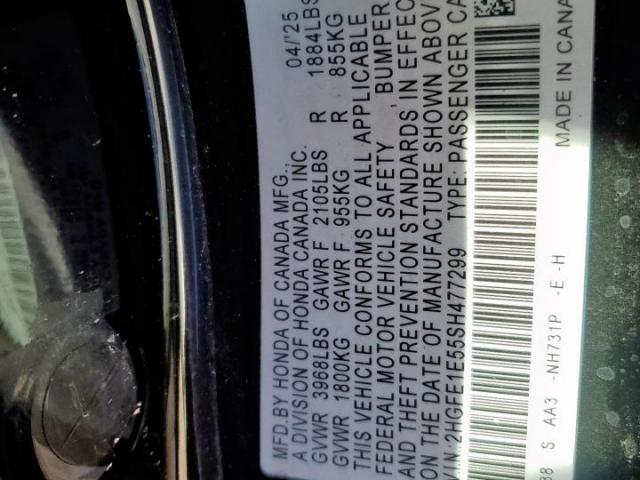 MFD.BY HONDA OF CANADA MFG., 04/'25
A DIVISION OF HONDA CANADA INC.
GVWR 3968LBS GAWR F 2105LBS R 1884LBS
GVWR 1800KG GAWR F 955KG R 855KG
THIS VEHICLE CONFORMS TO ALL APPLICABLE
FEDERAL MOTOR VEHICLE SAFETY, BUMPER
AND THEFT PREVENTION STANDARDS, IN EFFEC
ON THE DATE OF MANUFACTURE SHOWN ABOV
V.I.N.:2HGFE1E55SH477299 TYPE: PASSENGER CA
S AA3 -NH731P -E -H MADE IN CANA